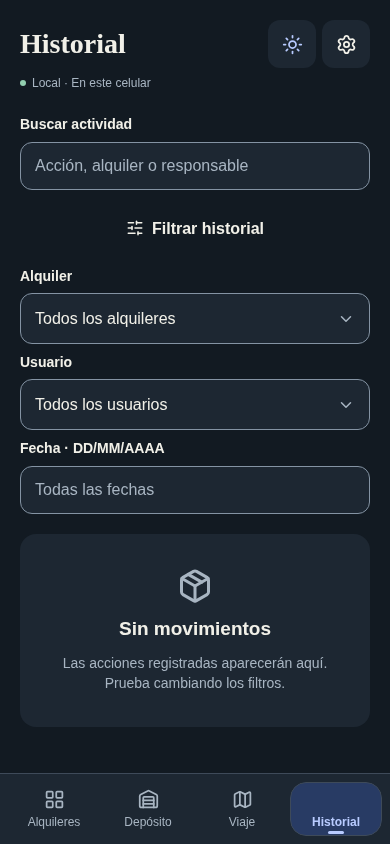 Historial
Local · En este celular
Buscar actividad
Acción, alquiler o responsable
Filtrar historial
Alquiler
Todos los alquileres
Usuario
Todos los usuarios
Fecha · DD/MM/AAAA
Todas las fechas
Sin movimientos
Las acciones registradas aparecerán aquí.
Prueba cambiando los filtros.
Alquileres
Depósito
Viaje
Historial